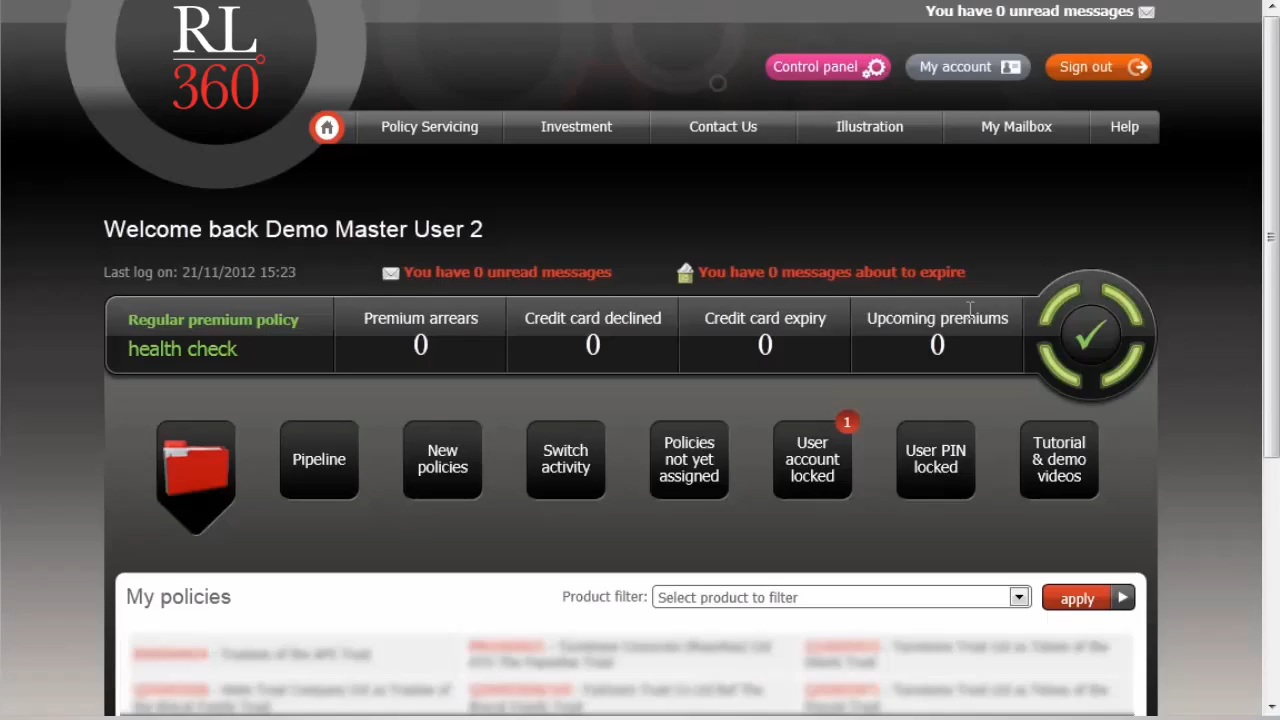 You have 0 unread messages
RL
360°
Control panel
My account
Sign out
Policy Servicing
Investment
Contact Us
Illustration
My Mailbox
Help
Welcome back Demo Master User 2
Last log on: 21/11/2012 15:23
You have 0 unread messages
You have 0 messages about to expire
Regular premium policy
health check
Premium arrears
0
Credit card declined
0
Credit card expiry
0
Upcoming premiums
0
Pipeline
New
policies
Switch
activity
Policies
not yet
assigned
1
User
account
locked
User PIN
locked
Tutorial
& demo
videos
My policies
Product filter:
Select product to filter
apply